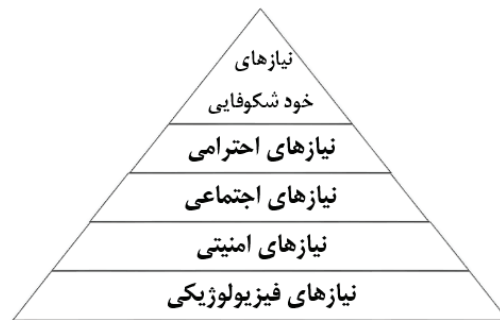 نیازهای
خود شکوفایی
نیازهای احترامی
نیازهای اجتماعی
نیازهای امنیتی
نیازهای فیزیولوژیکی